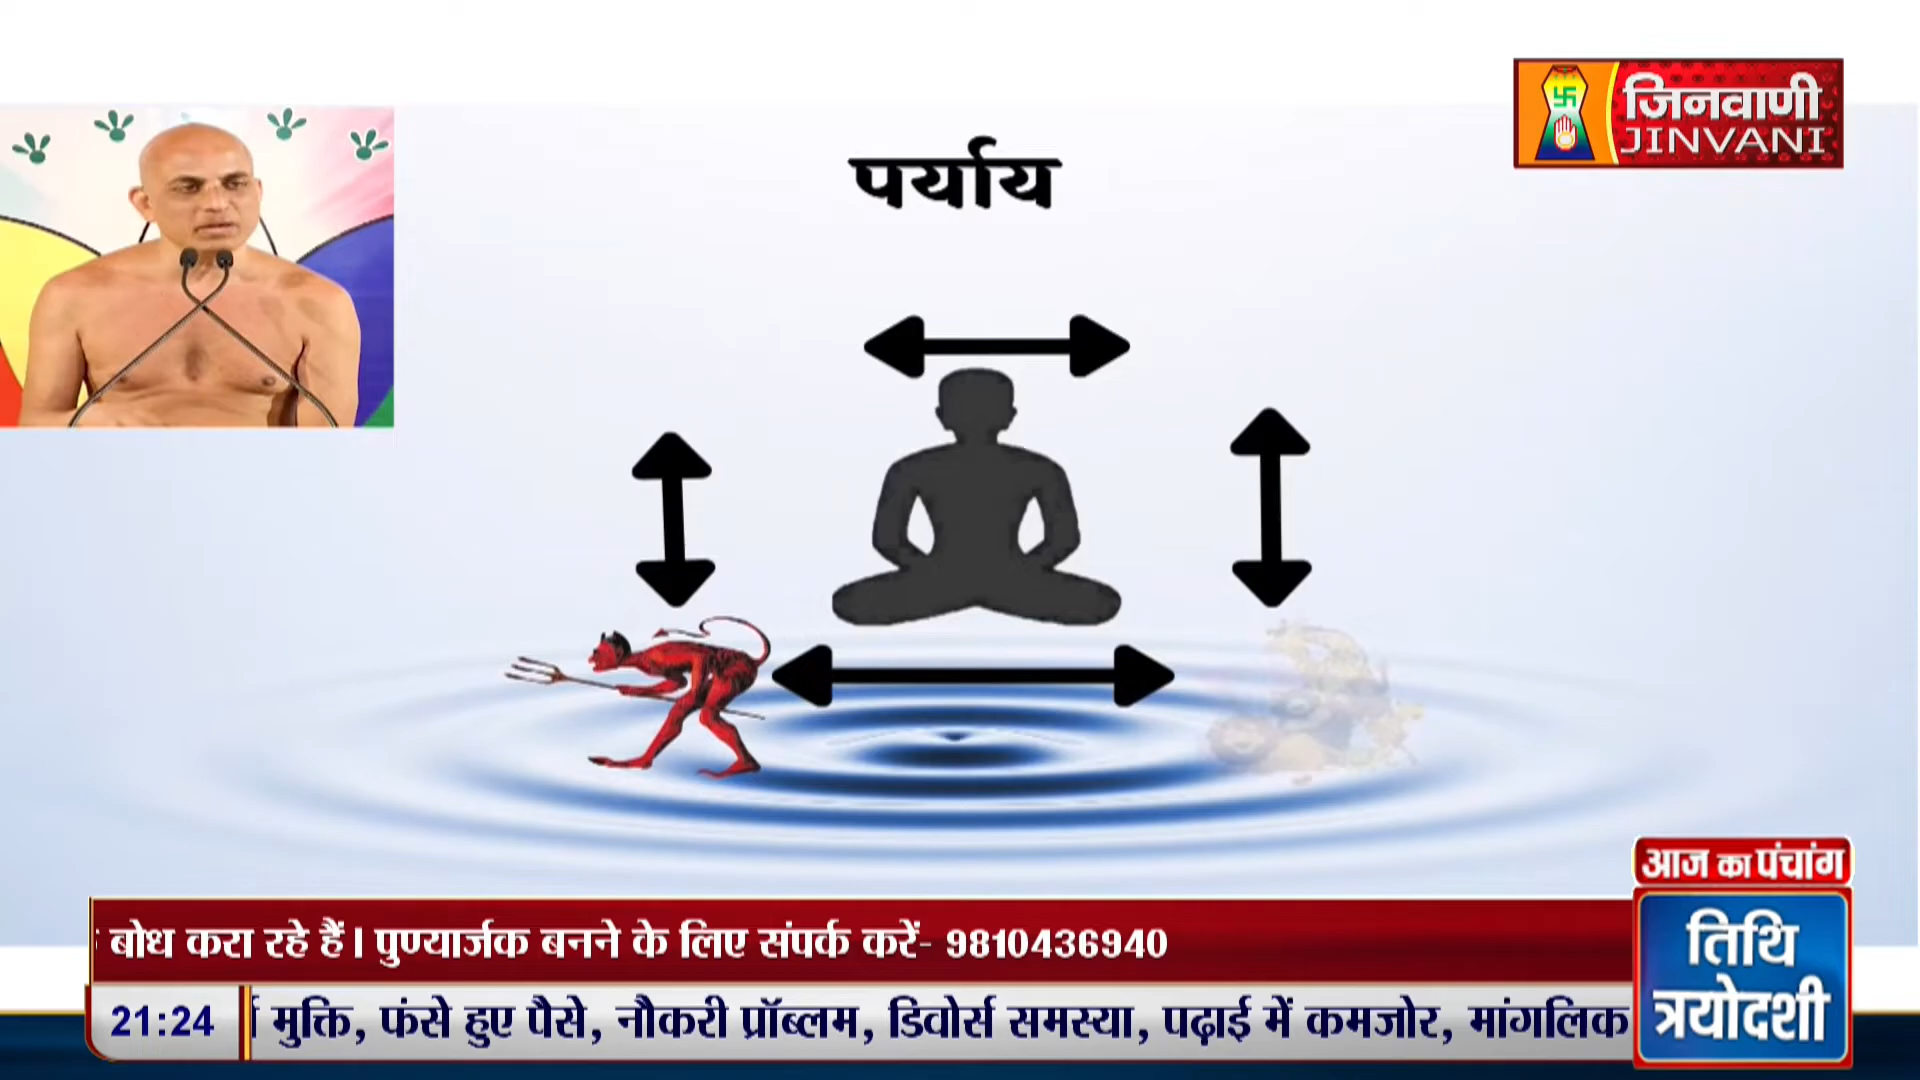 जिनवाणी
JINVANI
पर्याय
आज का पंचांग
तिथि
त्रयोदशी
बोध करा रहे हैं। पुण्यार्जक बनने के लिए संपर्क करें- 9810436940
21:24
मुक्ति, फंसे हुए पैसे, नौकरी प्रॉब्लम, डिवोर्स समस्या, पढ़ाई में कमजोर, मांगलिक